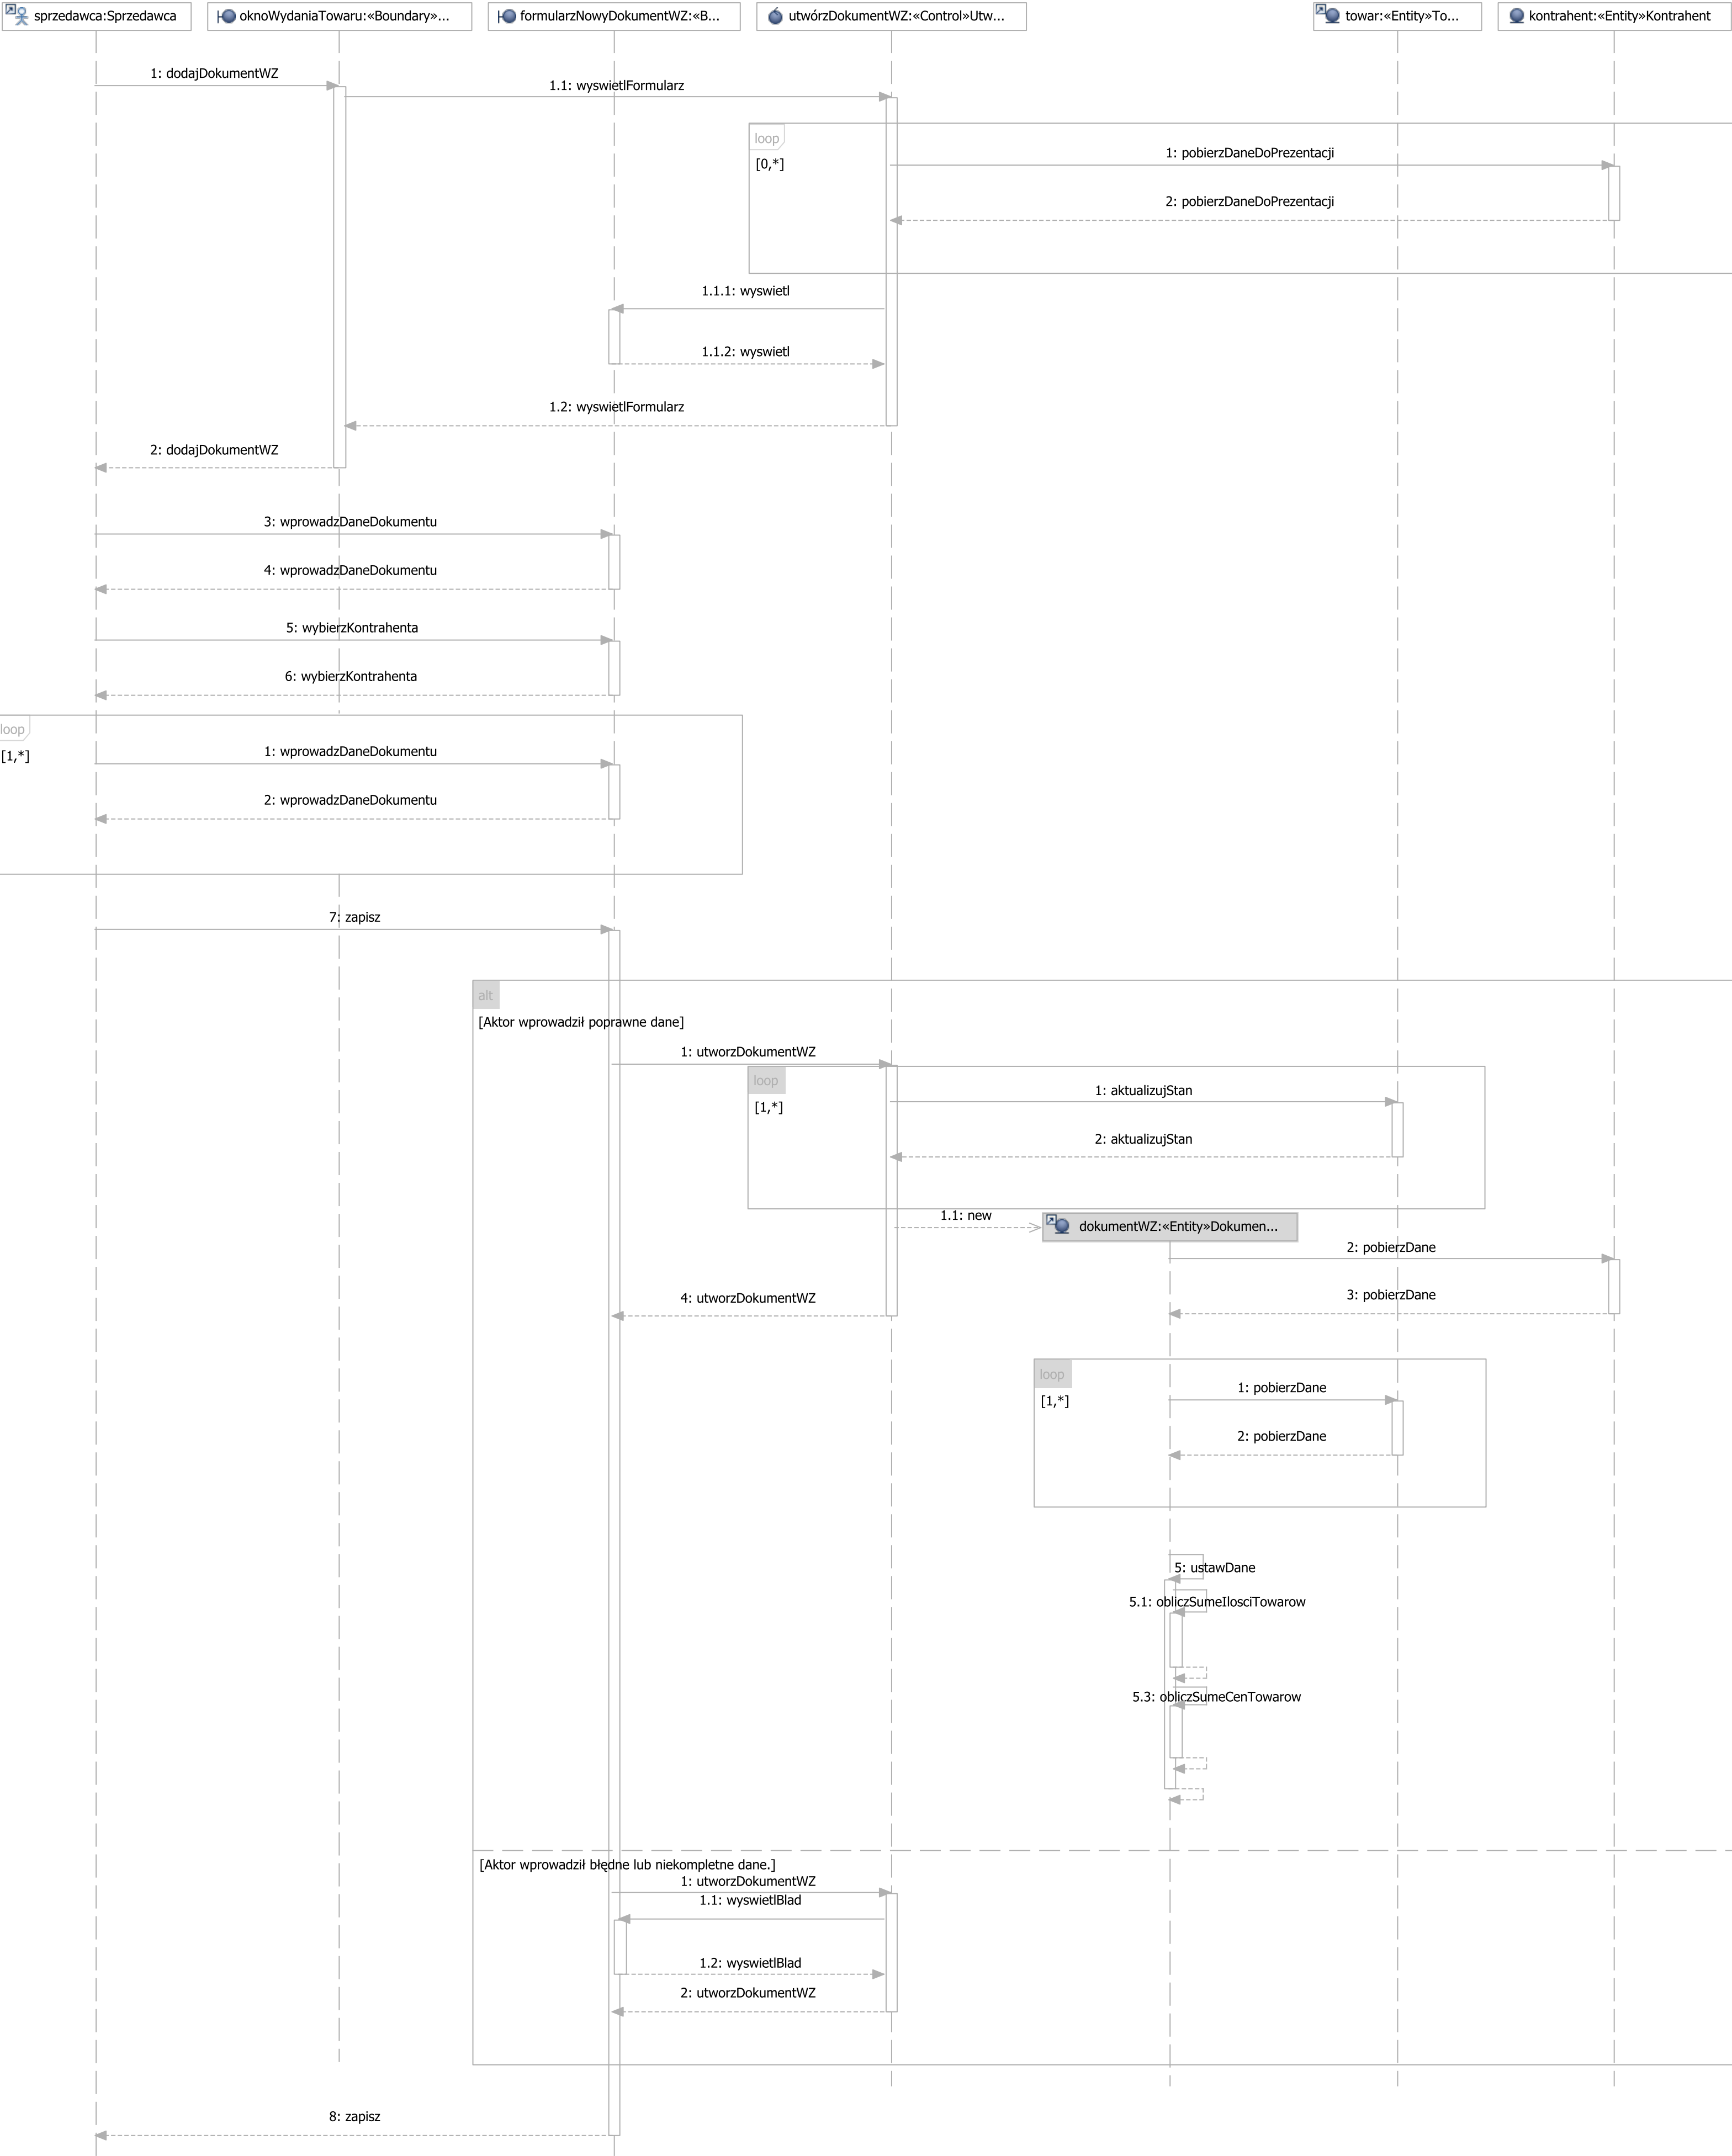 sprzedawca:Sprzedawca
oknoWydaniaTowaru:«Boundary»...
formularzNowyDokumentWZ:«B...
utwórzDokumentWZ:«Control»Utw...
towar:«Entity»To...
kontrahent:«Entity»Kontrahent
1: dodajDokumentWZ
1.1: wyswietlFormularz
loop
[0,*]
1: pobierzDaneDoPrezentacji
2: pobierzDaneDoPrezentacji
1.1.1: wyswietl
1.1.2: wyswietl
1.2: wyswietlFormularz
2: dodajDokumentWZ
3: wprowadzDaneDokumentu
4: wprowadzDaneDokumentu
5: wybierzKontrahenta
6: wybierzKontrahenta
loop
[1,*]
1: wprowadzDaneDokumentu
2: wprowadzDaneDokumentu
7: zapisz
alt
[Aktor wprowadził poprawne dane]
1: utworzDokumentWZ
loop
[1,*]
1: aktualizujStan
2: aktualizujStan
1.1: new
dokumentWZ:«Entity»Dokumen...
2: pobierzDane
3: pobierzDane
4: utworzDokumentWZ
loop
[1,*]
1: pobierzDane
2: pobierzDane
5: ustawDane
5.1: obliczSumeIlosciTowarow
5.3: obliczSumeCenTowarow
[Aktor wprowadził błędne lub niekompletne dane.]
1: utworzDokumentWZ
1.1: wyswietlBlad
1.2: wyswietlBlad
2: utworzDokumentWZ
8: zapisz